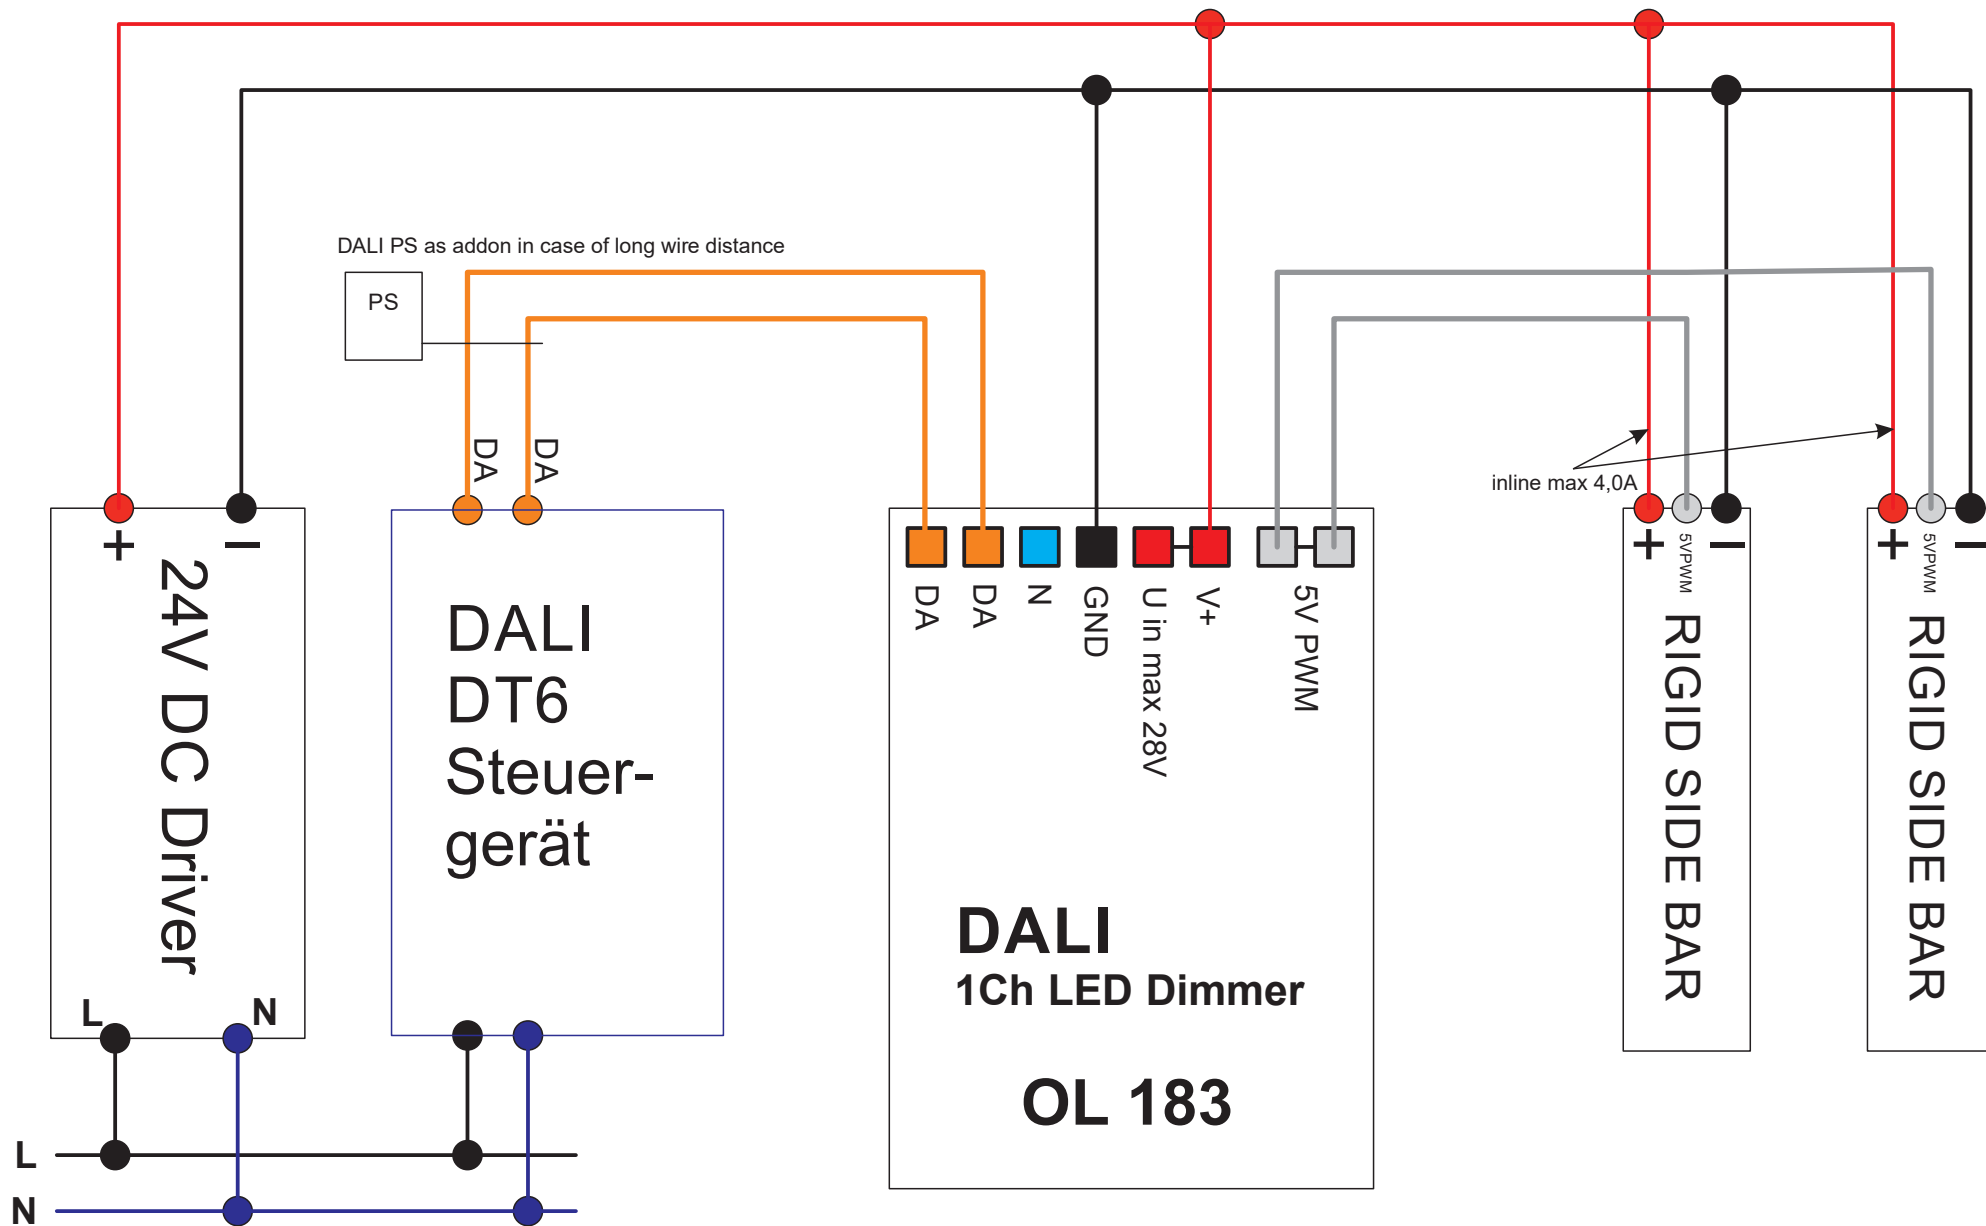 DALI PS as addon in case of long wire distance
PS
DA
DA
inline max 4,0A
+
–
24V DC Driver
L
N
DALI
DT6
Steuer-
gerät
DA
DA
N
GND
U in max 28V
V+
5V PWM
DALI
1Ch LED Dimmer
OL 183
+
5VPWM
–
RIGID SIDE BAR
+
5VPWM
–
RIGID SIDE BAR
L
N